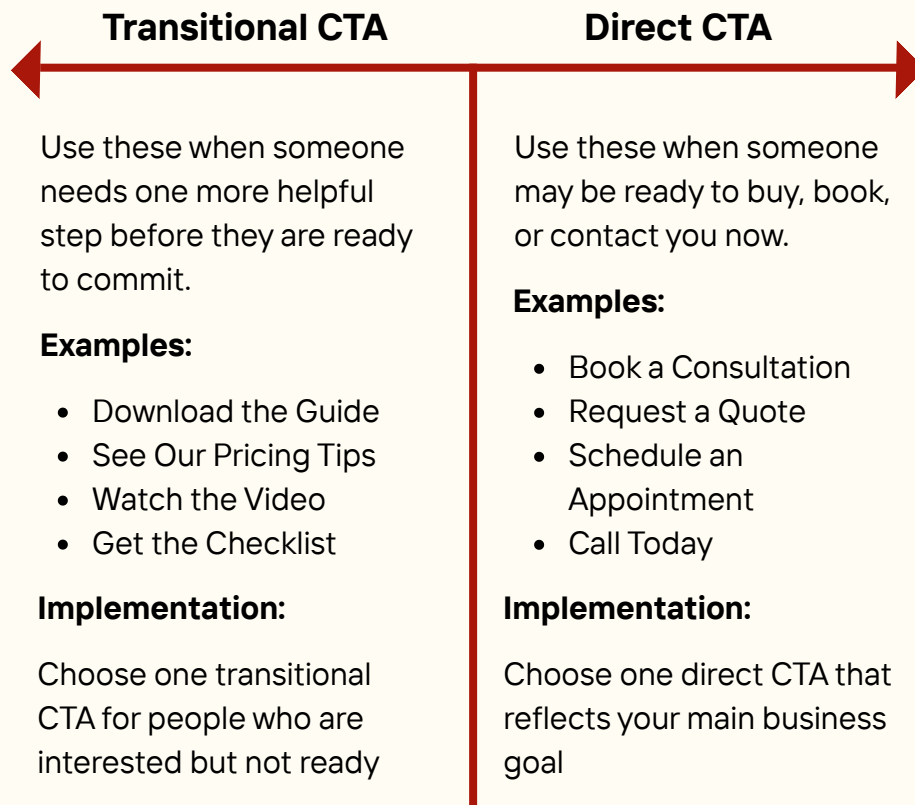 Transitional CTA
Use these when someone
needs one more helpful
step before they are ready
to commit.
Examples:
• Download the Guide
• See Our Pricing Tips
• Watch the Video
• Get the Checklist
Implementation:
Choose one transitional
CTA for people who are
interested but not ready
Direct CTA
Use these when someone
may be ready to buy, book,
or contact you now.
Examples:
• Book a Consultation
• Request a Quote
• Schedule an
Appointment
• Call Today
Implementation:
Choose one direct CTA that
reflects your main business
goal